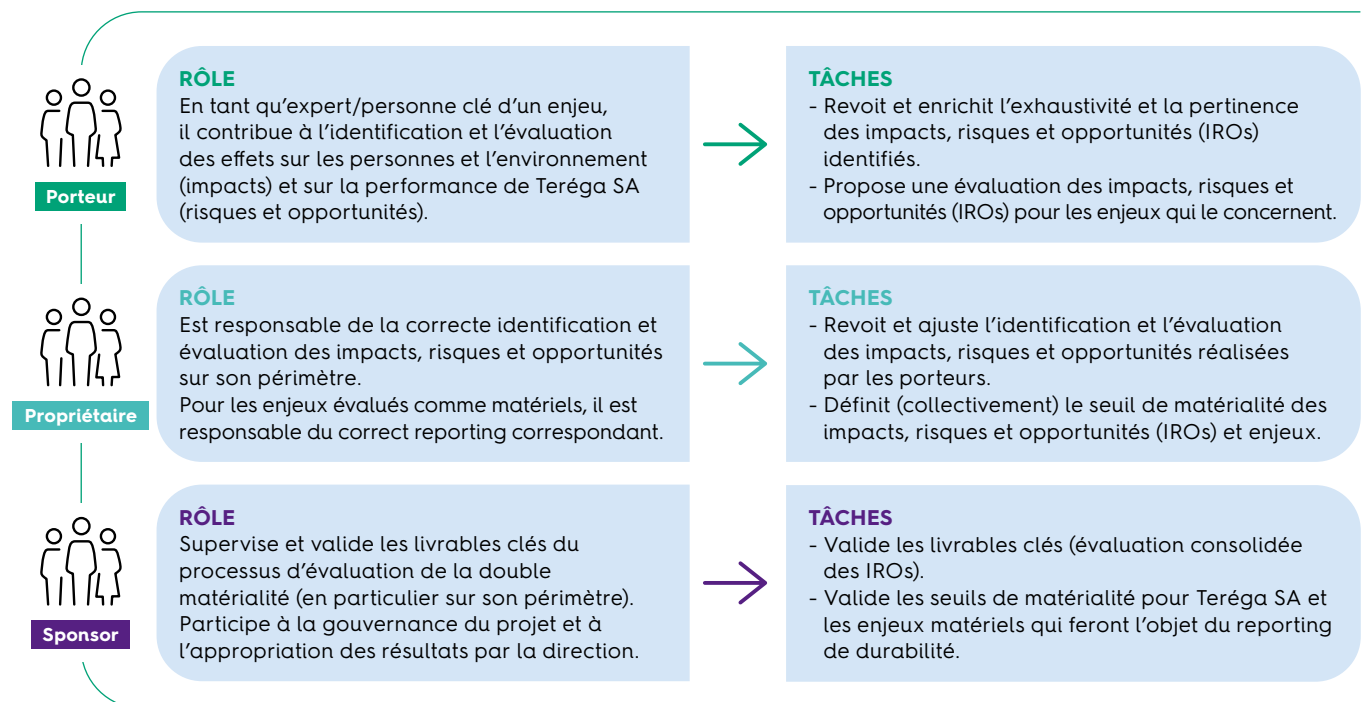 Porteur
RÔLE
En tant qu'expert/personne clé d'un enjeu,
il contribue à l'identification et l'évaluation
des effets sur les personnes et l'environnement
(impacts) et sur la performance de Teréga SA
(risques et opportunités).
TÂCHES
- Revoit et enrichit l'exhaustivité et la pertinence
des impacts, risques et opportunités (IROs)
identifiés.
- Propose une évaluation des impacts, risques et
opportunités (IROs) pour les enjeux qui le concernent.
Propriétaire
RÔLE
Est responsable de la correcte identification et
évaluation des impacts, risques et opportunités
sur son périmètre.
Pour les enjeux évalués comme matériels, il est
responsable du correct reporting correspondant.
TÂCHES
- Revoit et ajuste l'identification et l'évaluation
des impacts, risques et opportunités réalisées
par les porteurs.
- Définit (collectivement) le seuil de matérialité des
impacts, risques et opportunités (IROs) et enjeux.
Sponsor
RÔLE
Supervise et valide les livrables clés du
processus d'évaluation de la double
matérialité (en particulier sur son périmètre).
Participe à la gouvernance du projet et à
l'appropriation des résultats par la direction.
TÂCHES
- Valide les livrables clés (évaluation consolidée
des IROs).
- Valide les seuils de matérialité pour Teréga SA et
les enjeux matériels qui feront l'objet du reporting
de durabilité.